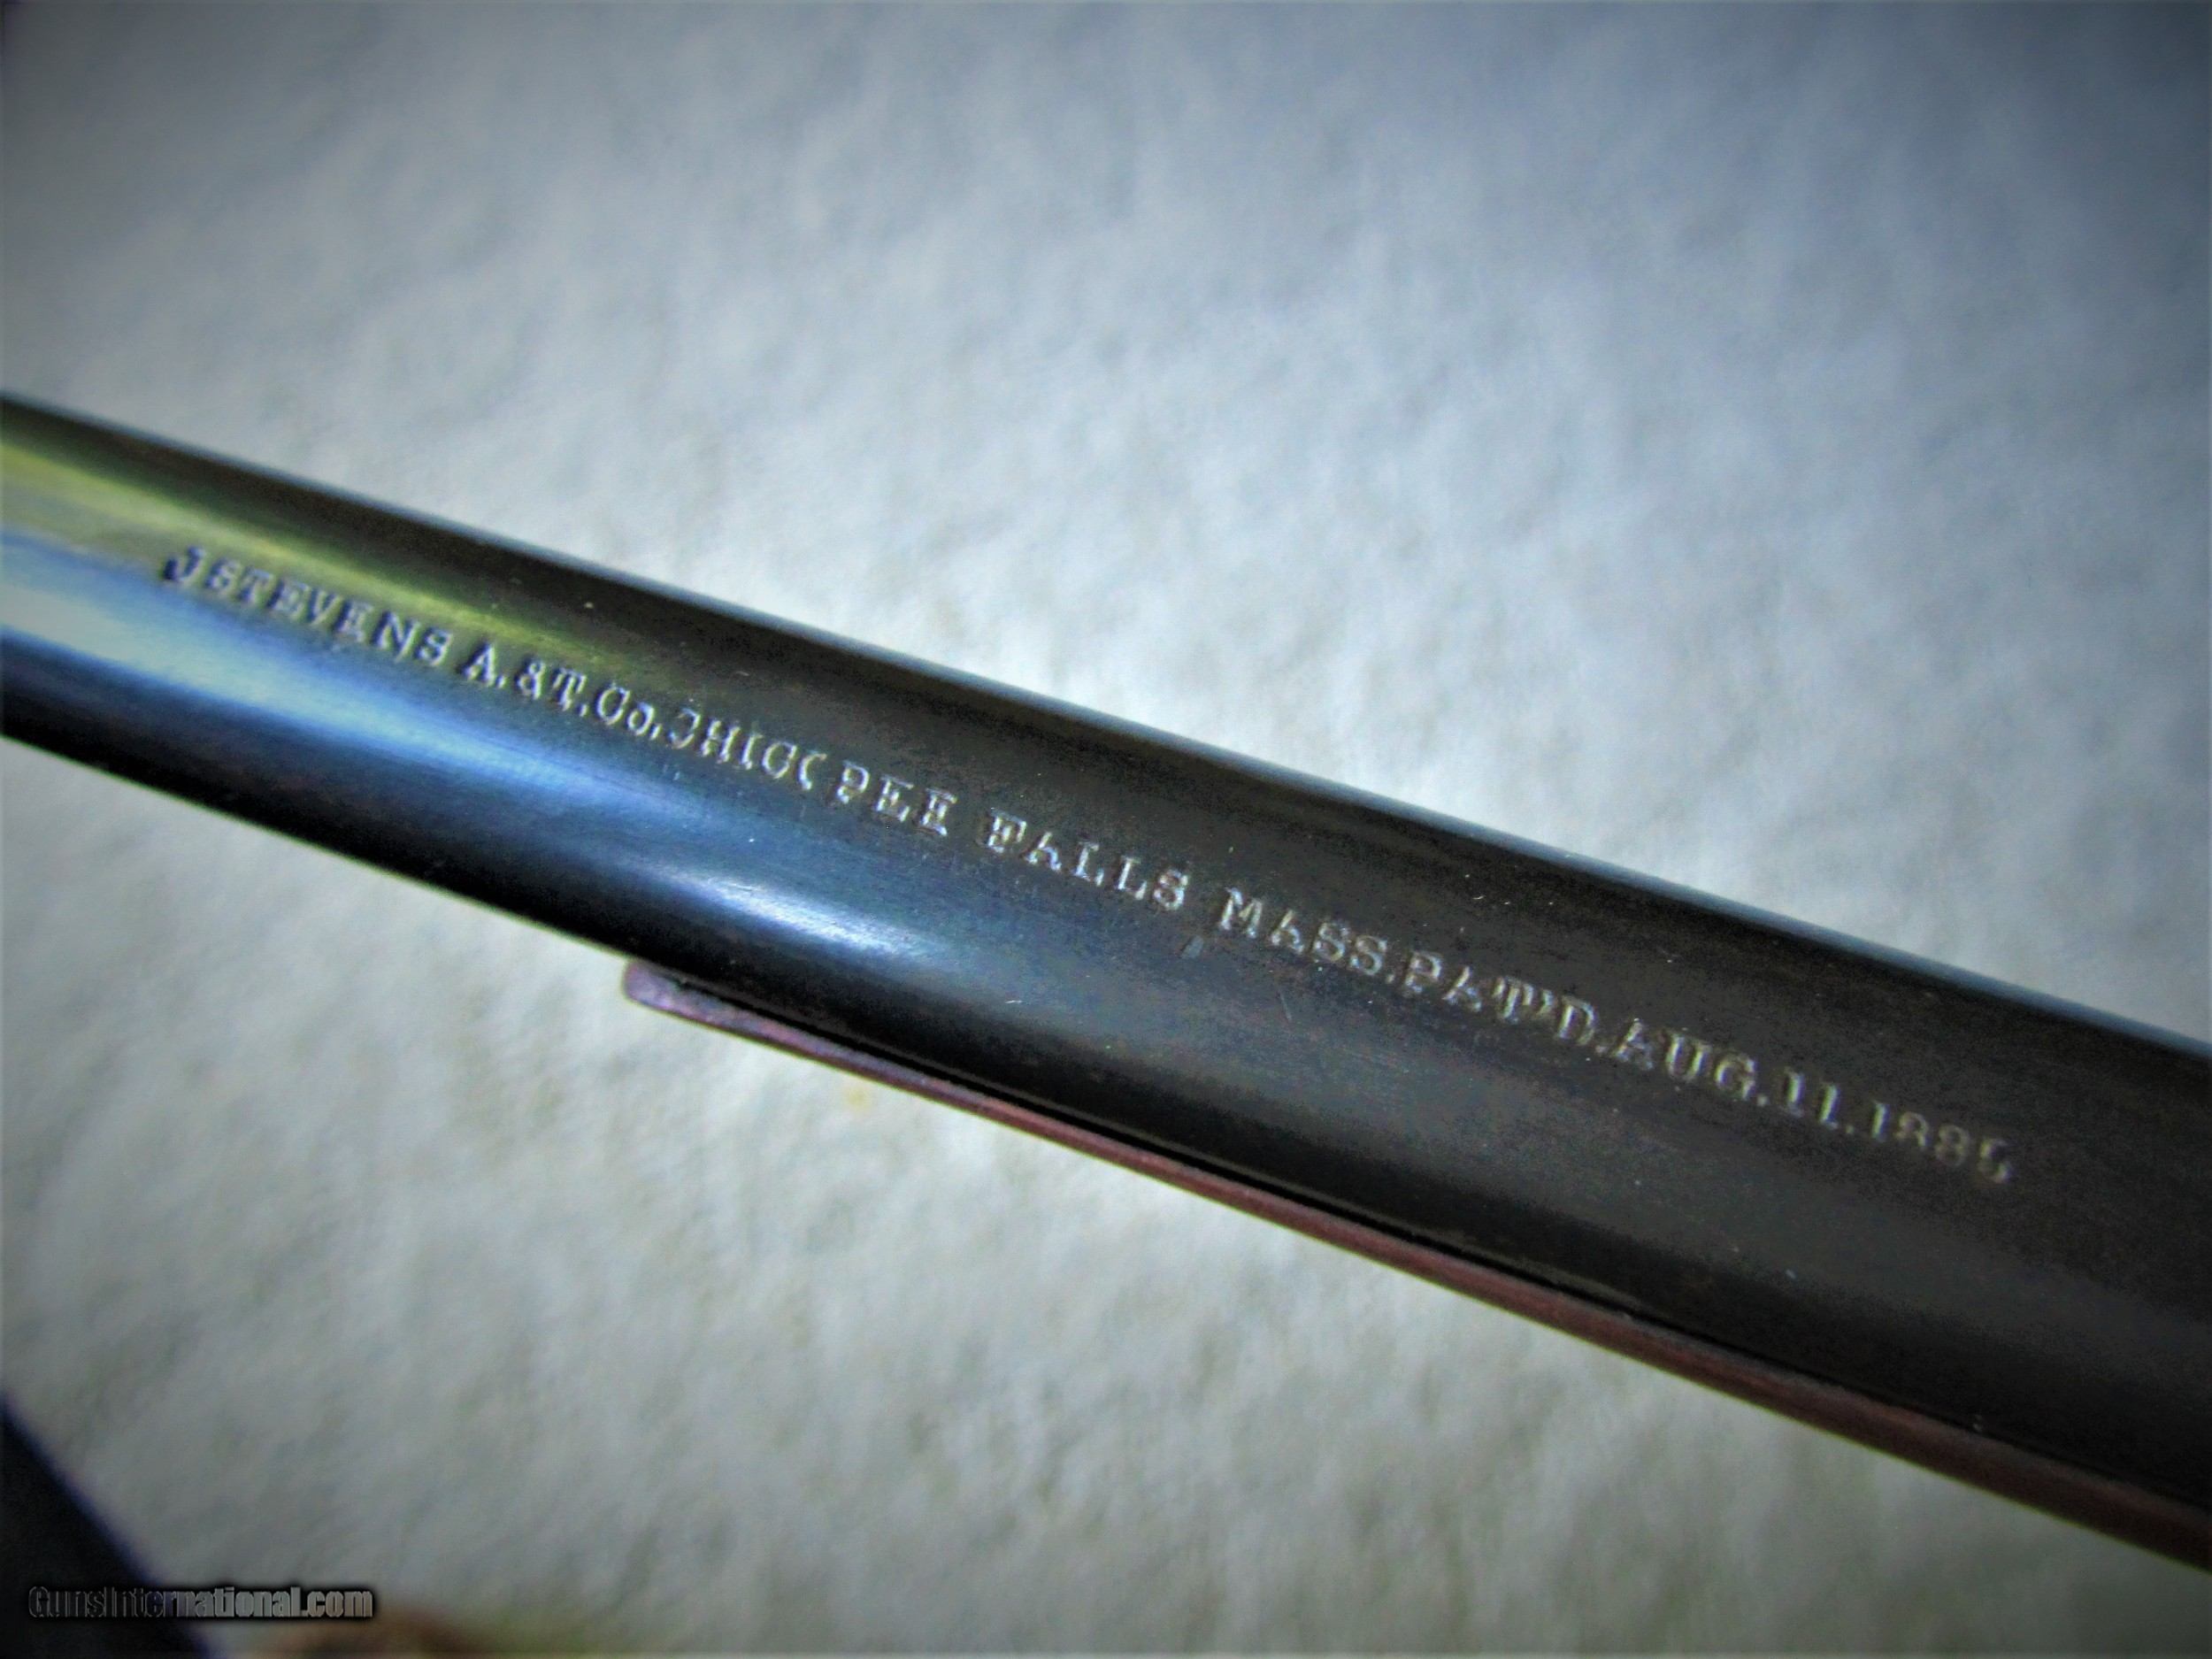 J STEVENS A. & T. Co. CHICOPEE FALLS MASS. PAT'D. AUG. 11. 1885
GunsInternational.com